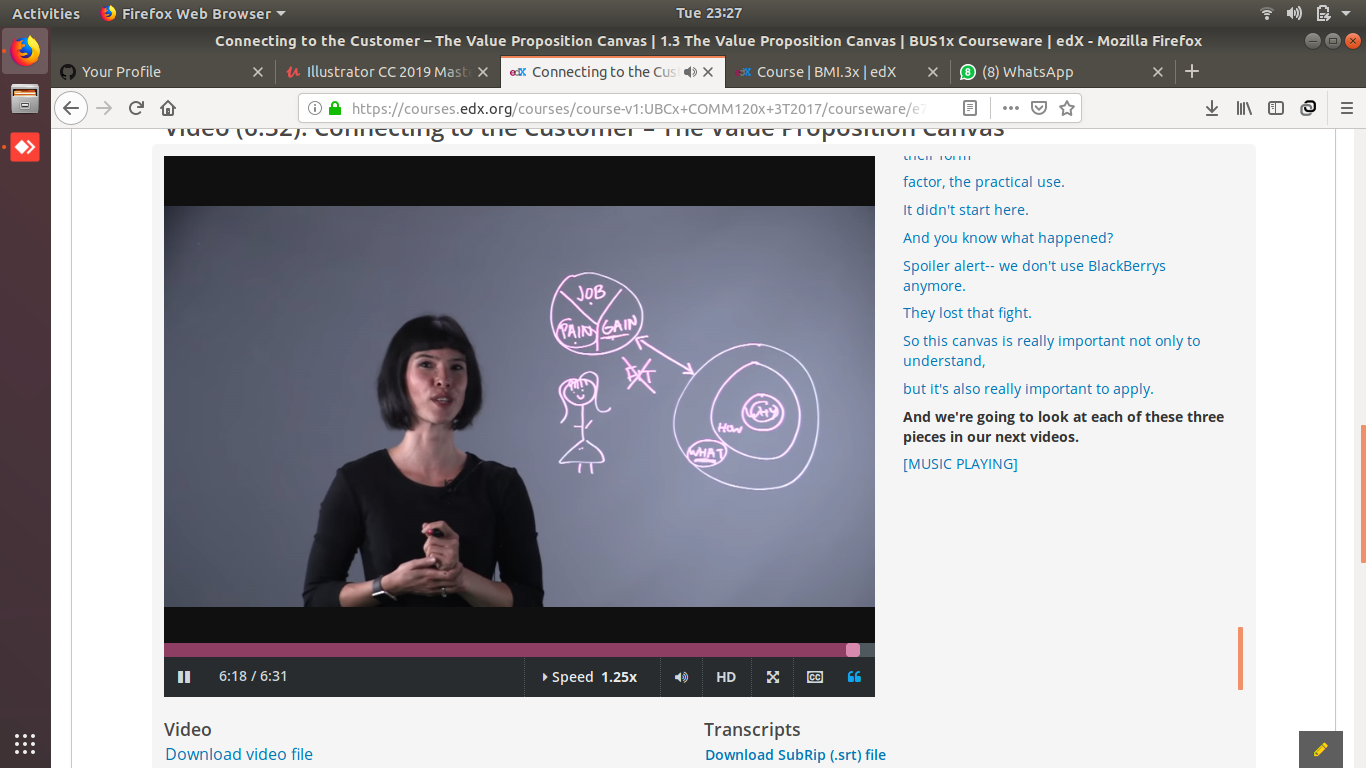 Activities
Firefox Web Browser
Tue 23:27
Connecting to the Customer – The Value Proposition Canvas | 1.3 The Value Proposition Canvas | BUS1x Courseware | edX - Mozilla Firefox
Your Profile
Illustrator CC 2019 Mast
edX
Connecting to the Cus
edX
Course | BMI.3x | edX
8
(8) WhatsApp
https://courses.edx.org/courses/course-v1:UBCx+COMM120x+3T2017/courseware/e7
Video (6:32): Connecting to the Customer – The Value Proposition Canvas
JOB
PAIN
GAIN
WHY
HOW
WHAT
their form
factor, the practical use.
It didn't start here.
And you know what happened?
Spoiler alert-- we don't use BlackBerrys
anymore.
They lost that fight.
So this canvas is really important not only to
understand,
but it's also really important to apply.
And we're going to look at each of these three
pieces in our next videos.
[MUSIC PLAYING]
6:18 / 6:31
Speed 1.25x
HD
CC
Video
Transcripts
Download video file
Download SubRip (.srt) file